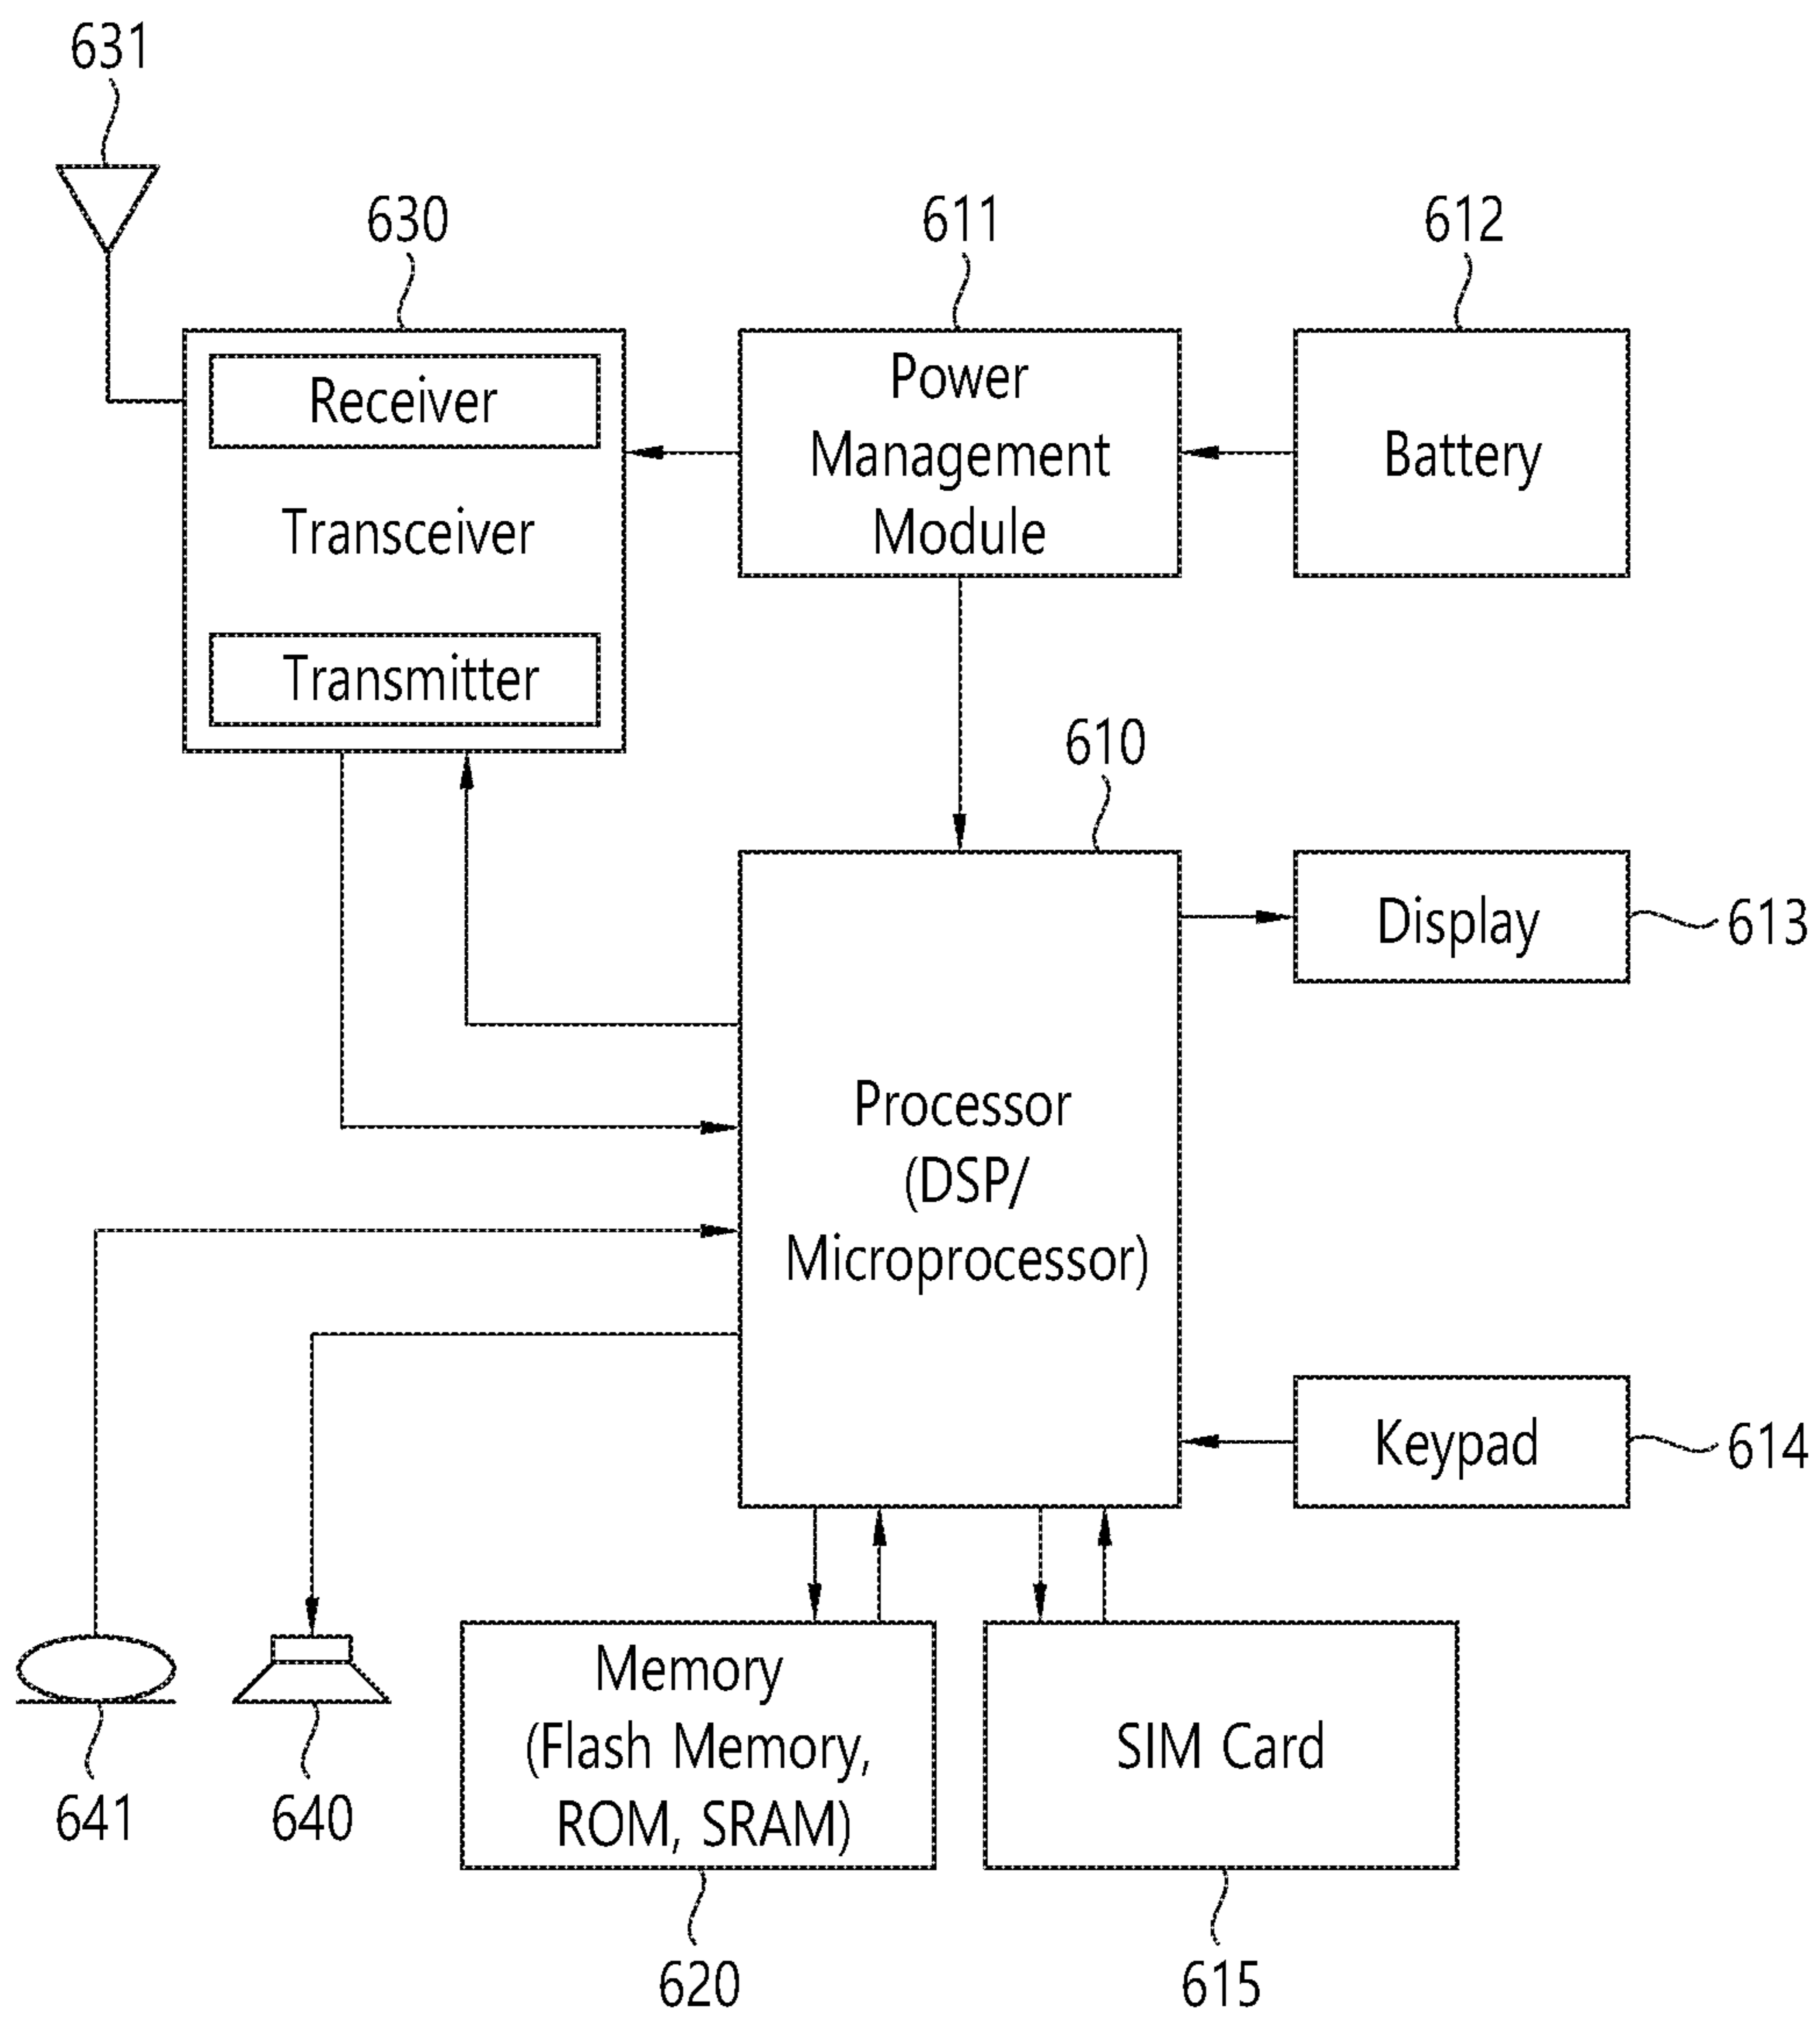 631
630
611
612
Receiver
Transceiver
Transmitter
Power
Management
Module
Battery
610
Processor
(DSP/
Microprocessor)
Display
613
Keypad
614
641
640
Memory
(Flash Memory,
ROM, SRAM)
SIM Card
620
615